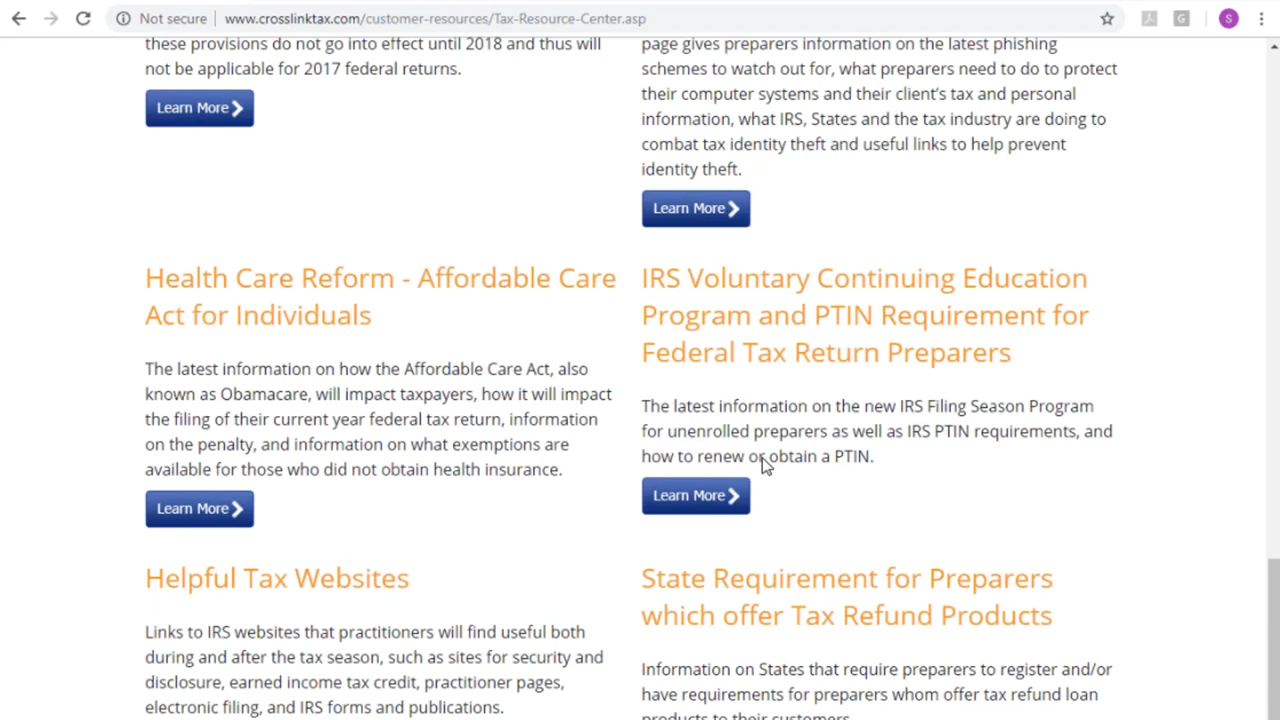 Not secure
www.crosslinktax.com/customer-resources/Tax-Resource-Center.asp
S
these provisions do not go into effect until 2018 and thus will
not be applicable for 2017 federal returns.
Learn More
page gives preparers information on the latest phishing
schemes to watch out for, what preparers need to do to protect
their computer systems and their client's tax and personal
information, what IRS, States and the tax industry are doing to
combat tax identity theft and useful links to help prevent
identity theft.
Learn More
Health Care Reform - Affordable Care
Act for Individuals
The latest information on how the Affordable Care Act, also
known as Obamacare, will impact taxpayers, how it will impact
the filing of their current year federal tax return, information
on the penalty, and information on what exemptions are
available for those who did not obtain health insurance.
Learn More
IRS Voluntary Continuing Education
Program and PTIN Requirement for
Federal Tax Return Preparers
The latest information on the new IRS Filing Season Program
for unenrolled preparers as well as IRS PTIN requirements, and
how to renew or obtain a PTIN.
Learn More
Helpful Tax Websites
Links to IRS websites that practitioners will find useful both
during and after the tax season, such as sites for security and
disclosure, earned income tax credit, practitioner pages,
electronic filing, and IRS forms and publications.
State Requirement for Preparers
which offer Tax Refund Products
Information on States that require preparers to register and/or
have requirements for preparers whom offer tax refund loan
products to their customers